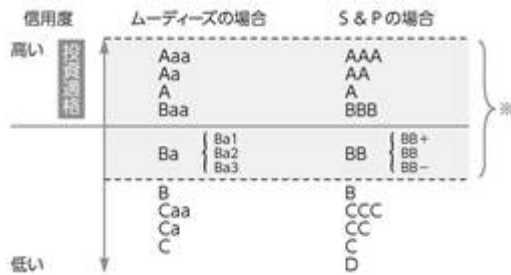 信用度 ムーディーズの場合 S & Pの場合
高い
投資適格
Aaa AAA
Aa AA
A A
Baa BBB
※
Ba Ba1 Ba2 Ba3 BB BB+ BB BB−
B B
Caa CCC
Ca CC
C C
低い D